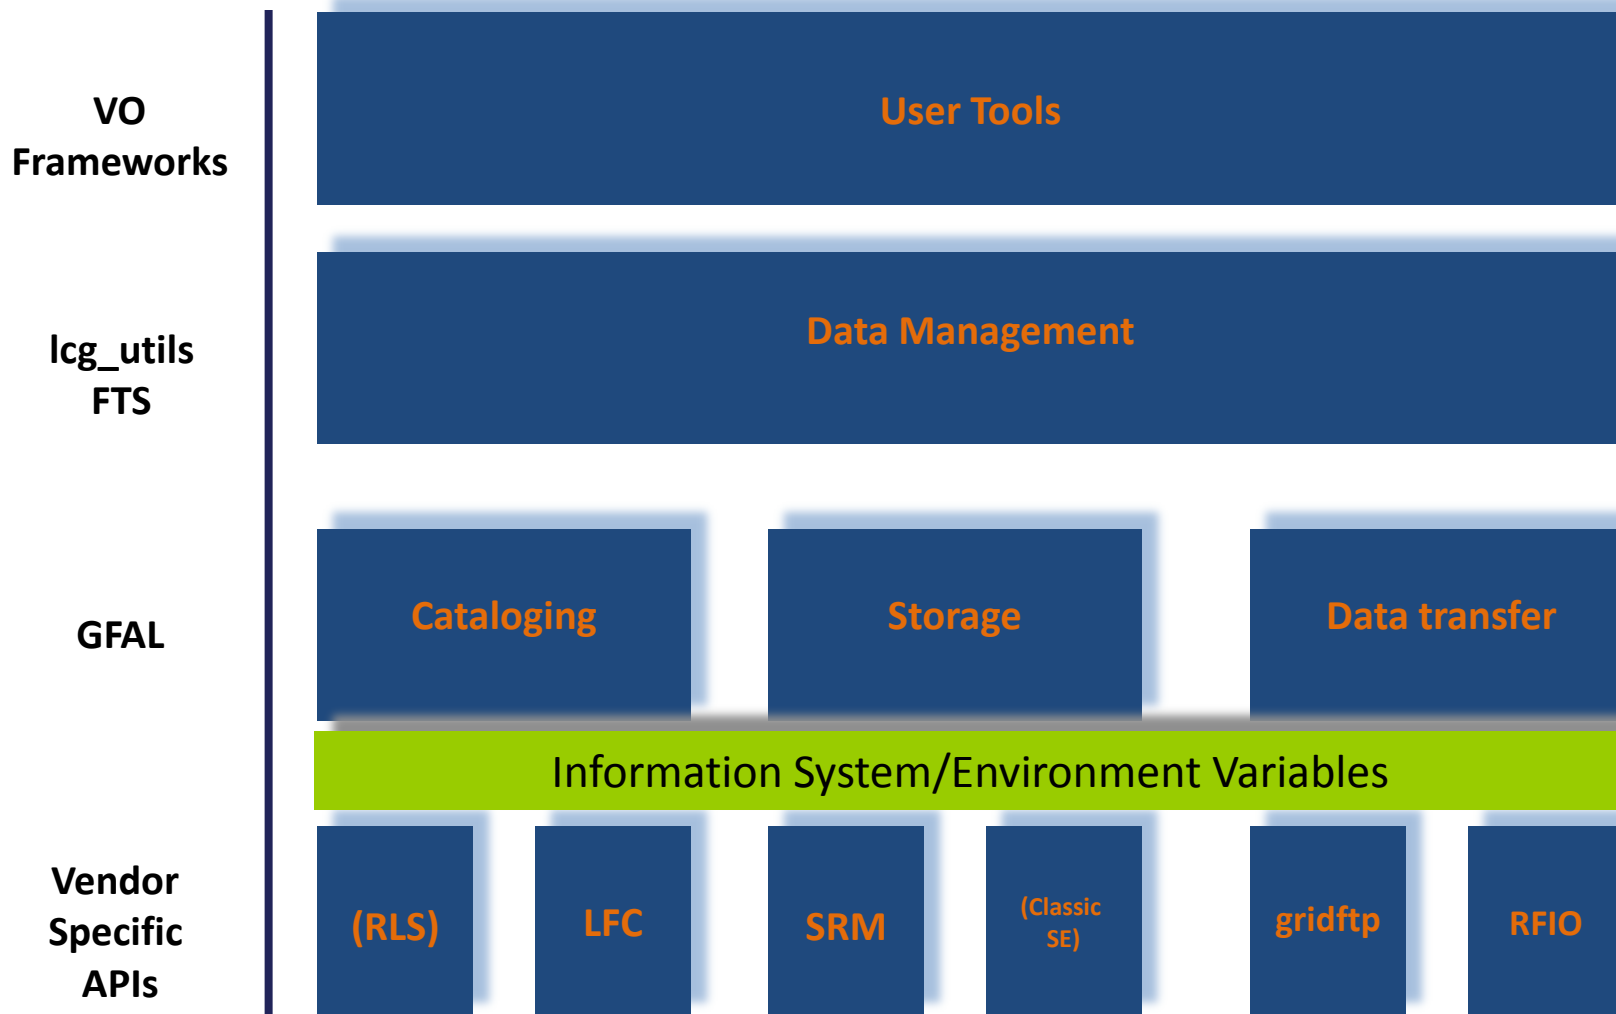 VO
Frameworks
User Tools
lcg_utils
FTS
Data Management
GFAL
Cataloging
Storage
Data transfer
Information System/Environment Variables
Vendor
Specific
APIs
(RLS)
LFC
SRM
(Classic
SE)
gridftp
RFIO